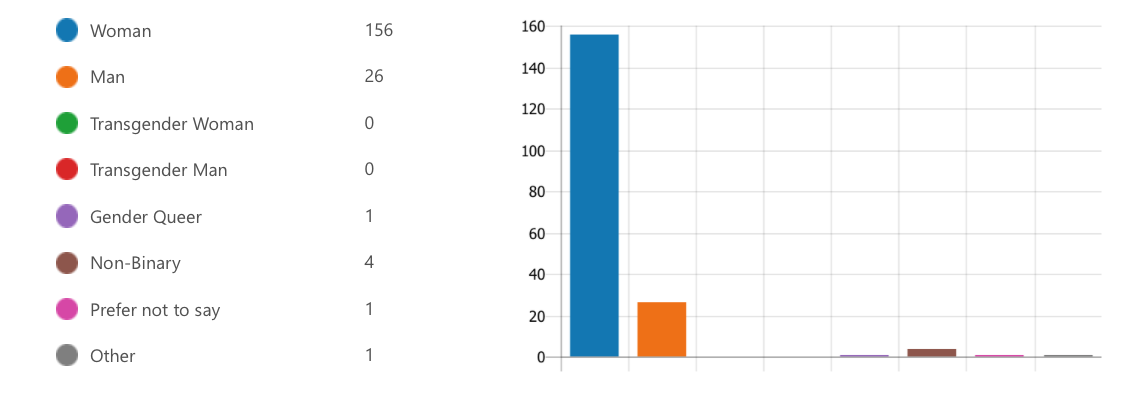 Woman 156
Man 26
Transgender Woman 0
Transgender Man 0
Gender Queer 1
Non-Binary 4
Prefer not to say 1
Other 1
160
140
120
100
80
60
40
20
0